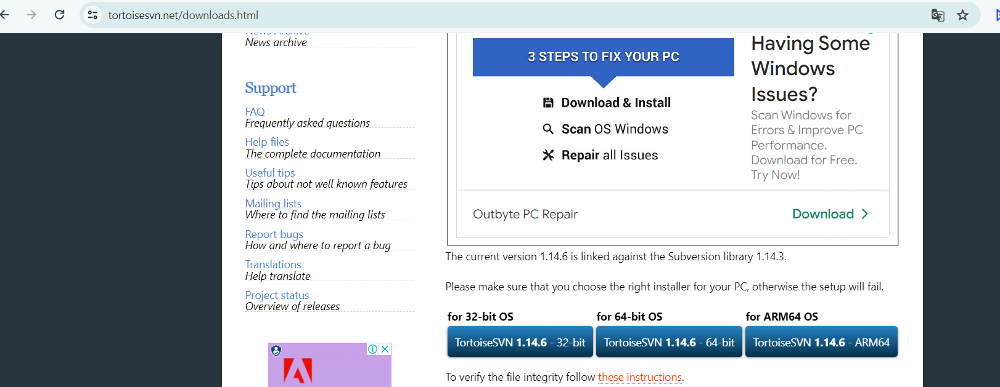 tortoisesvn.net/downloads.html
News Archive
News archive
Support
FAQ
Frequently asked questions
Help files
The complete documentation
Useful tips
Tips about not well known features
Mailing lists
Where to find the mailing lists
Report bugs
How and where to report a bug
Translations
Help translate
Project status
Overview of releases
3 STEPS TO FIX YOUR PC
Download & Install
Scan OS Windows
Repair all Issues
Having Some
Windows
Issues?
Scan Windows for
Errors & Improve PC
Performance.
Download for Free.
Try Now!
Outbyte PC Repair
Download
The current version 1.14.6 is linked against the Subversion library 1.14.3.
Please make sure that you choose the right installer for your PC, otherwise the setup will fail.
for 32-bit OS
for 64-bit OS
for ARM64 OS
TortoiseSVN 1.14.6 - 32-bit
TortoiseSVN 1.14.6 - 64-bit
TortoiseSVN 1.14.6 - ARM64
To verify the file integrity follow these instructions.